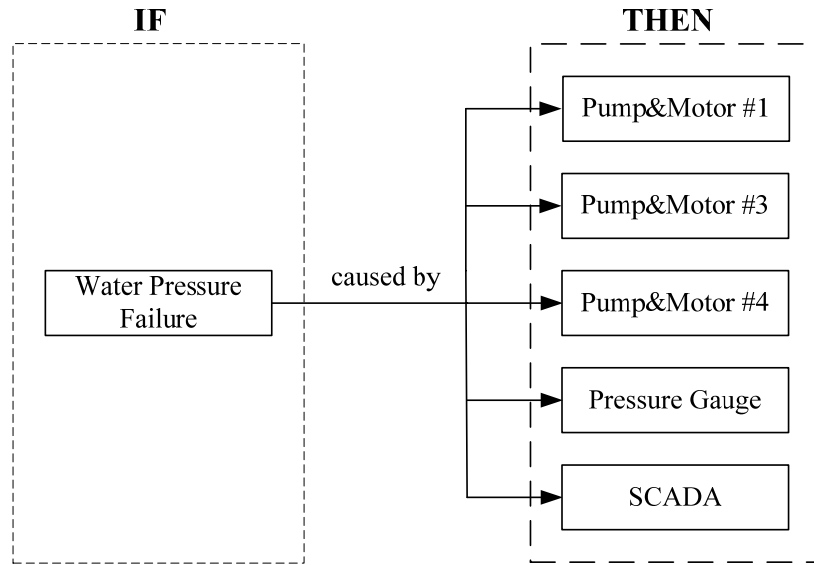 IF
THEN
Water Pressure
Failure
caused by
Pump&Motor #1
Pump&Motor #3
Pump&Motor #4
Pressure Gauge
SCADA